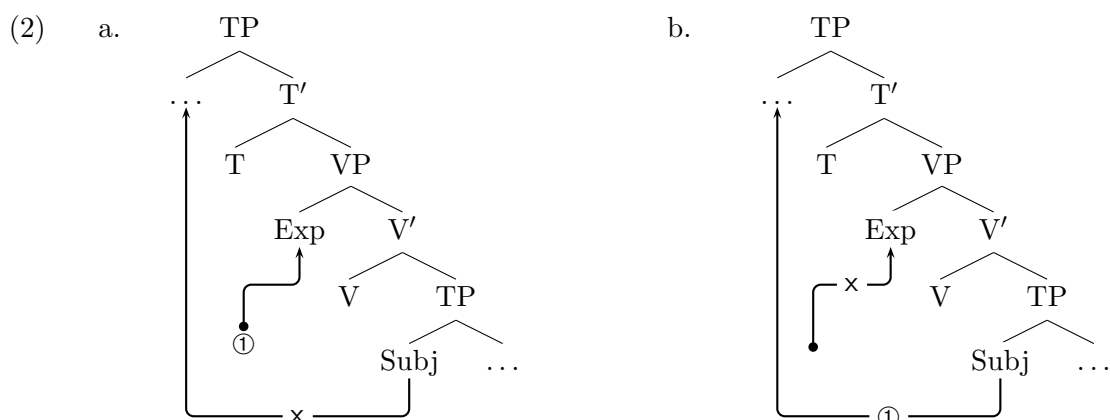 (2) a. TP b. TP
… T′ … T′
T VP T VP
Exp V′ Exp V′
V TP x V TP
①
Subj … Subj …
x ①